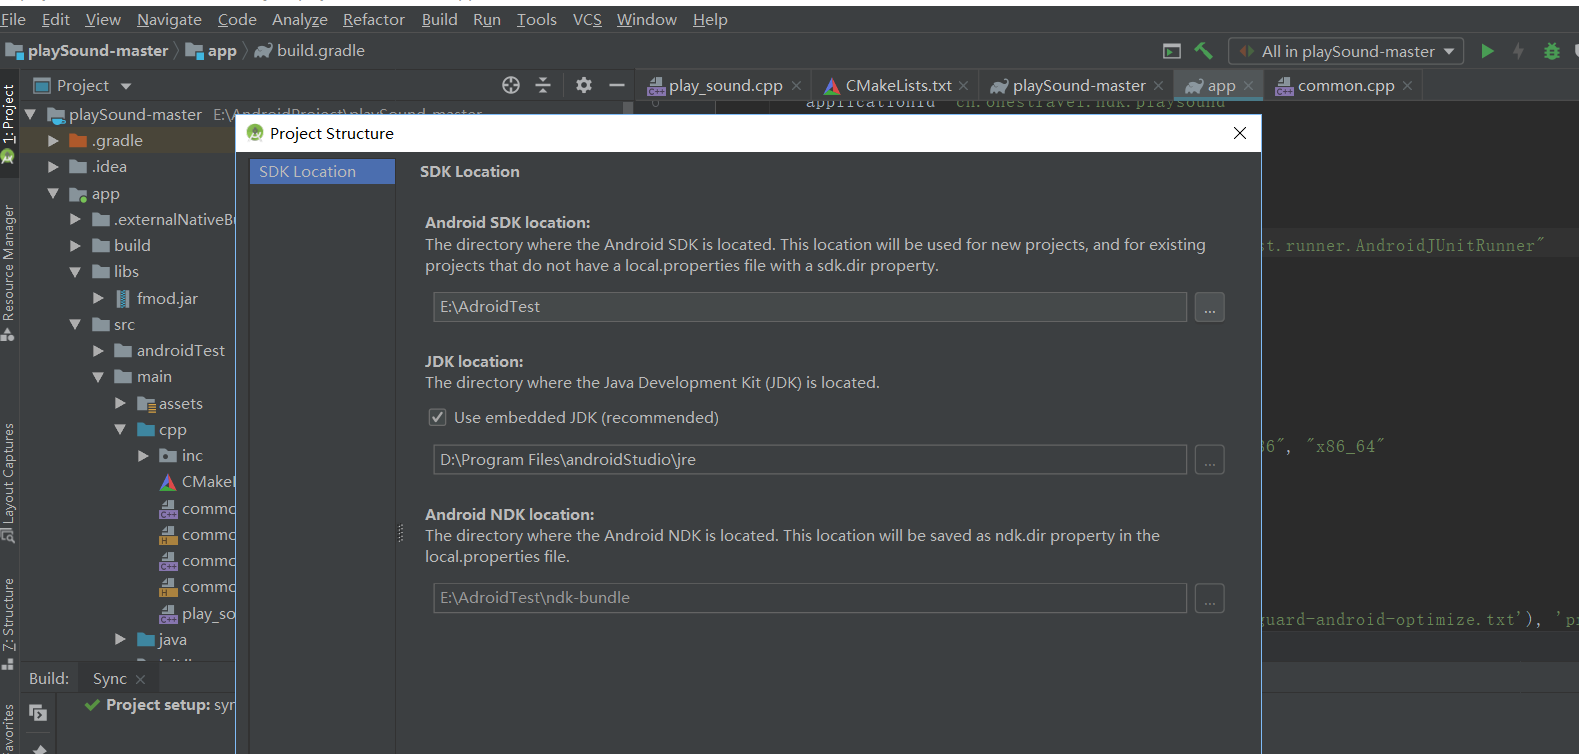 File Edit View Navigate Code Analyze Refactor Build Run Tools VCS Window Help
playSound-master app build.gradle All in playSound-master
Project play_sound.cpp CMakeLists.txt playSound-master app common.cpp
applicationId "cn.onestravel.ndk.playsound"
playSound-master E:\AndroidProject\playSound-master
.gradle
.idea
app
.externalNativeBu
build
libs
fmod.jar
src
androidTest
main
assets
cpp
inc
CMakeL
commo
commo
commo
commo
play_so
java
1: Project
Resource Manager
Layout Captures
Z: Structure
Favorites
Project Structure
SDK Location
SDK Location
Android SDK location:
The directory where the Android SDK is located. This location will be used for new projects, and for existing
projects that do not have a local.properties file with a sdk.dir property.
E:\AdroidTest
...
JDK location:
The directory where the Java Development Kit (JDK) is located.
Use embedded JDK (recommended)
D:\Program Files\androidStudio\jre
...
Android NDK location:
The directory where the Android NDK is located. This location will be saved as ndk.dir property in the
local.properties file.
E:\AdroidTest\ndk-bundle
...
st.runner.AndroidJUnitRunner"
86", "x86_64"
guard-android-optimize.txt'), 'pr
Build: Sync
Project setup: syn